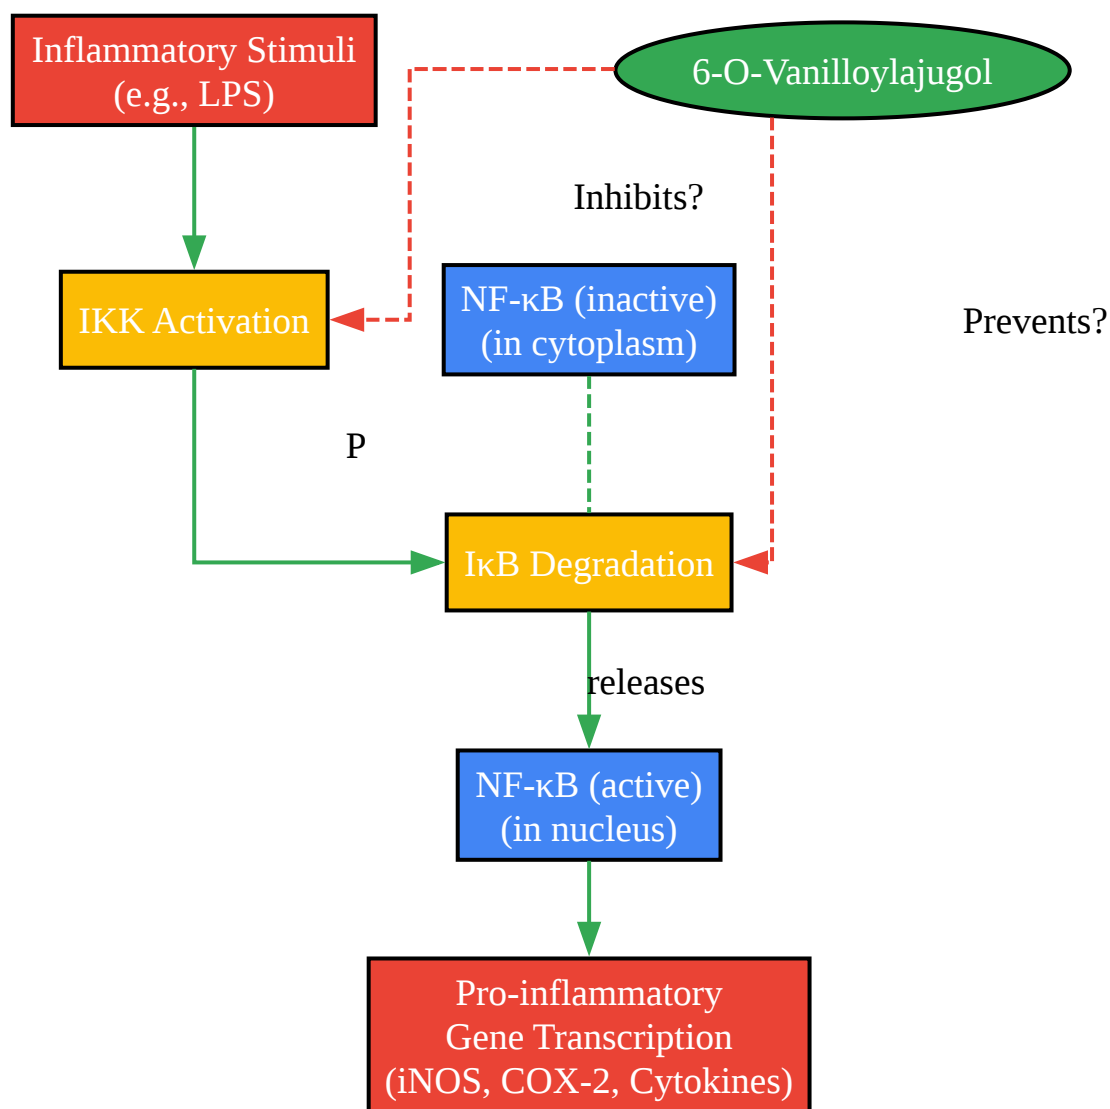 Inflammatory Stimuli
(e.g., LPS)
6-O-Vanilloylajugol
Inhibits?
IKK Activation
NF-κB (inactive)
(in cytoplasm)
Prevents?
P
IκB Degradation
releases
NF-κB (active)
(in nucleus)
Pro-inflammatory
Gene Transcription
(iNOS, COX-2, Cytokines)